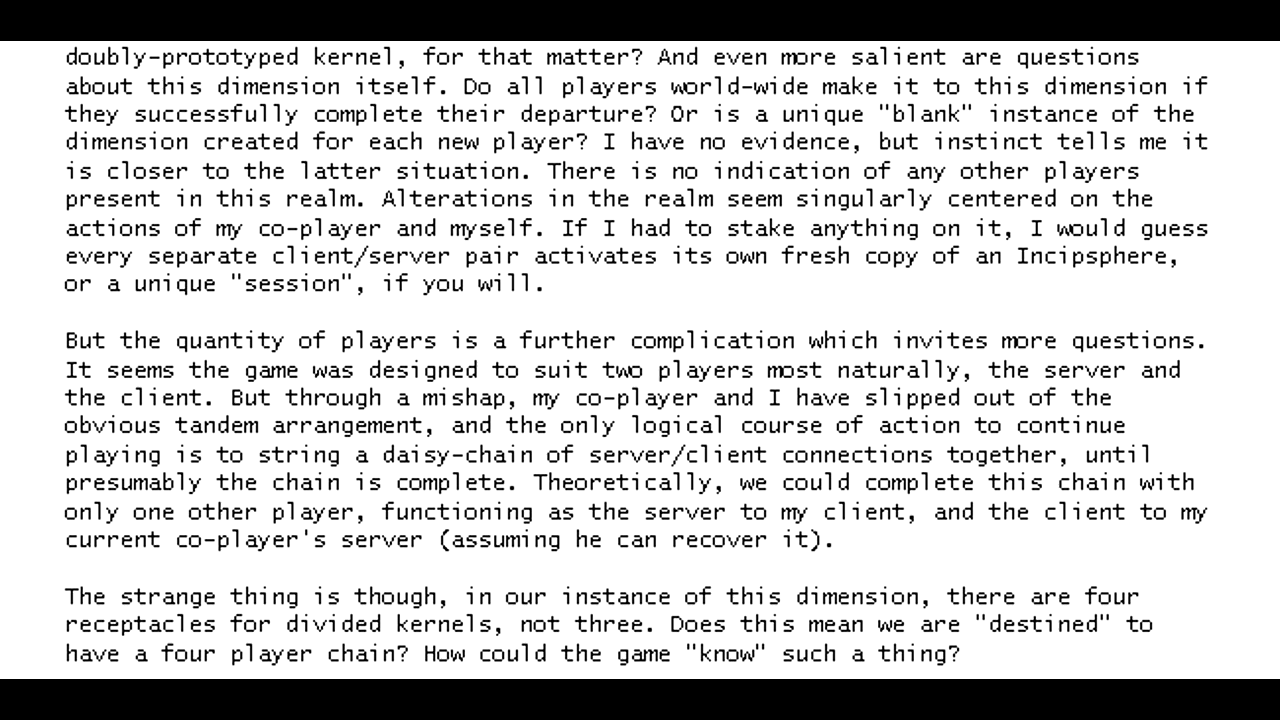 doubly-prototyped kernel, for that matter? And even more salient are questions
about this dimension itself. Do all players world-wide make it to this dimension if
they successfully complete their departure? Or is a unique "blank" instance of the
dimension created for each new player? I have no evidence, but instinct tells me it
is closer to the latter situation. There is no indication of any other players
present in this realm. Alterations in the realm seem singularly centered on the
actions of my co-player and myself. If I had to stake anything on it, I would guess
every separate client/server pair activates its own fresh copy of an Incipsphere,
or a unique "session", if you will.

But the quantity of players is a further complication which invites more questions.
It seems the game was designed to suit two players most naturally, the server and
the client. But through a mishap, my co-player and I have slipped out of the
obvious tandem arrangement, and the only logical course of action to continue
playing is to string a daisy-chain of server/client connections together, until
presumably the chain is complete. Theoretically, we could complete this chain with
only one other player, functioning as the server to my client, and the client to my
current co-player's server (assuming he can recover it).

The strange thing is though, in our instance of this dimension, there are four
receptacles for divided kernels, not three. Does this mean we are "destined" to
have a four player chain? How could the game "know" such a thing?